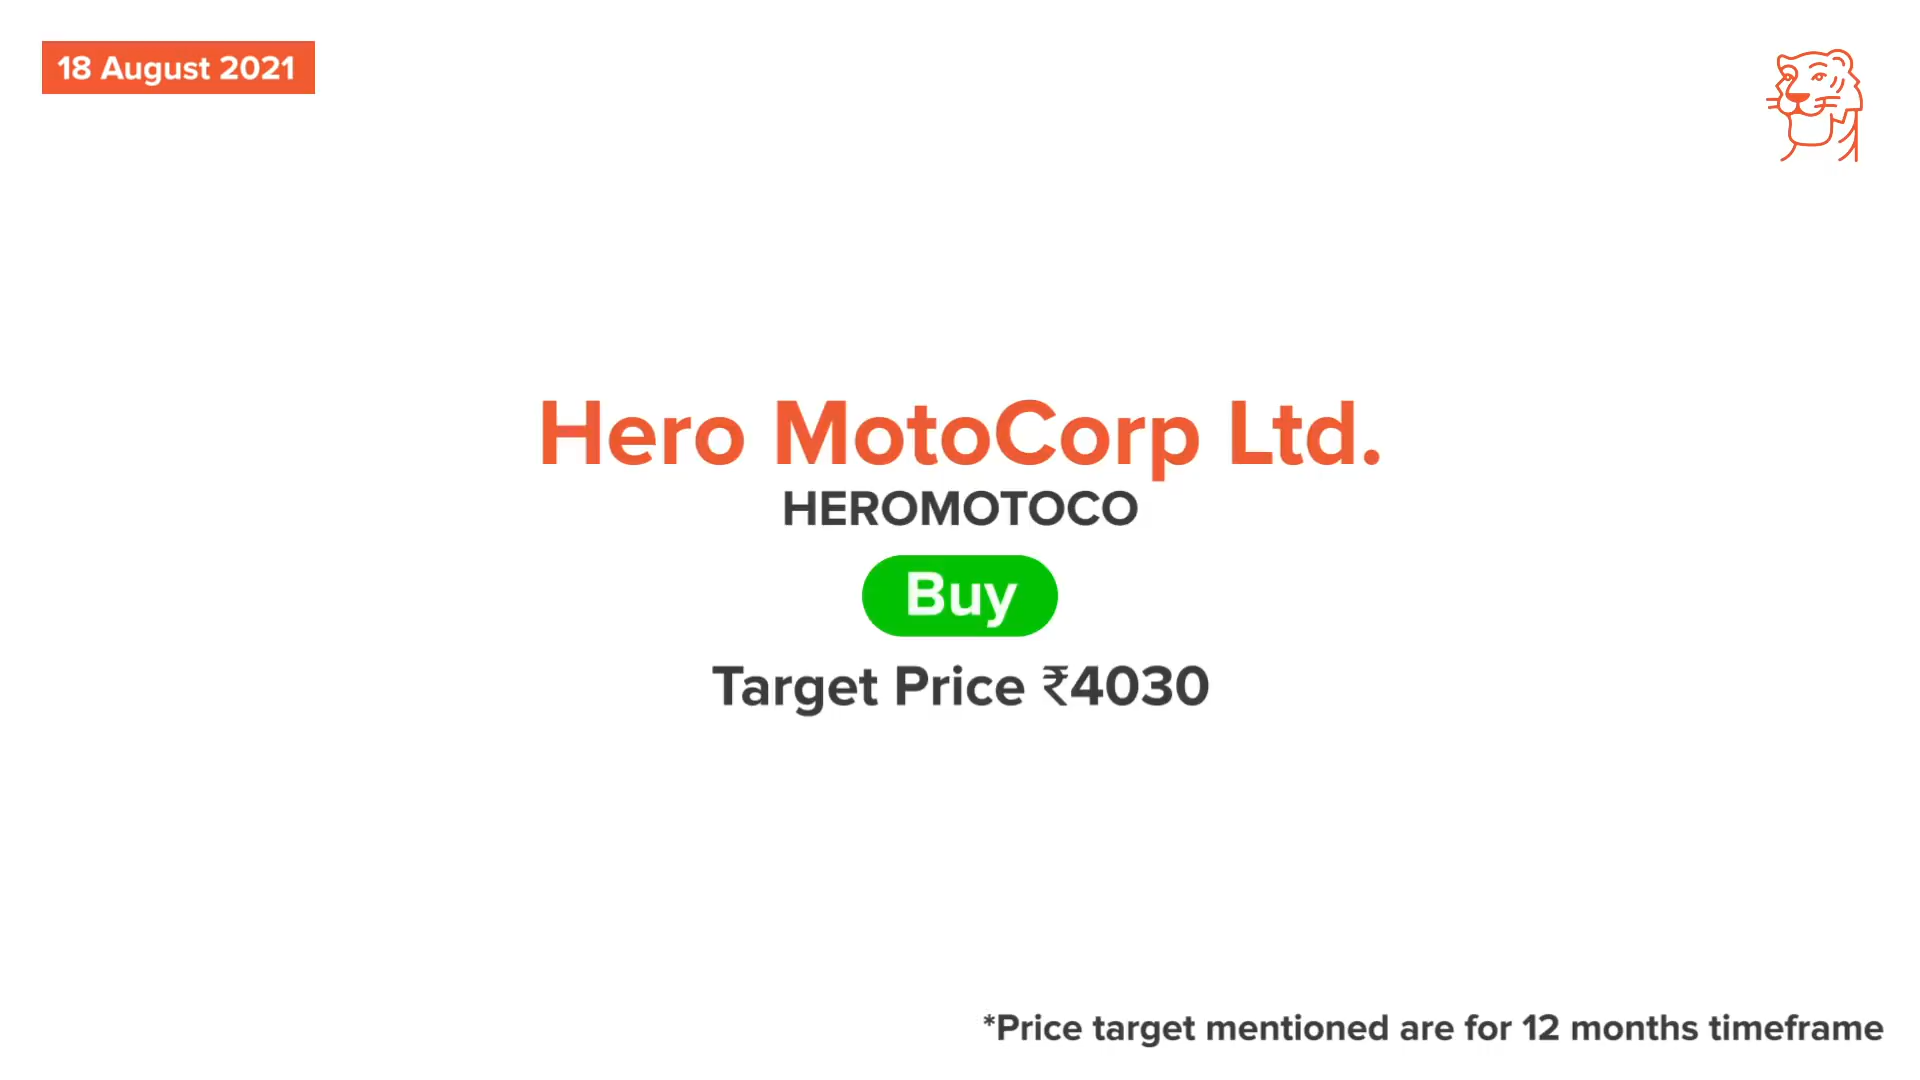 18 August 2021
Hero MotoCorp Ltd.
HEROMOTOCO
Buy
Target Price ₹4030
*Price target mentioned are for 12 months timeframe